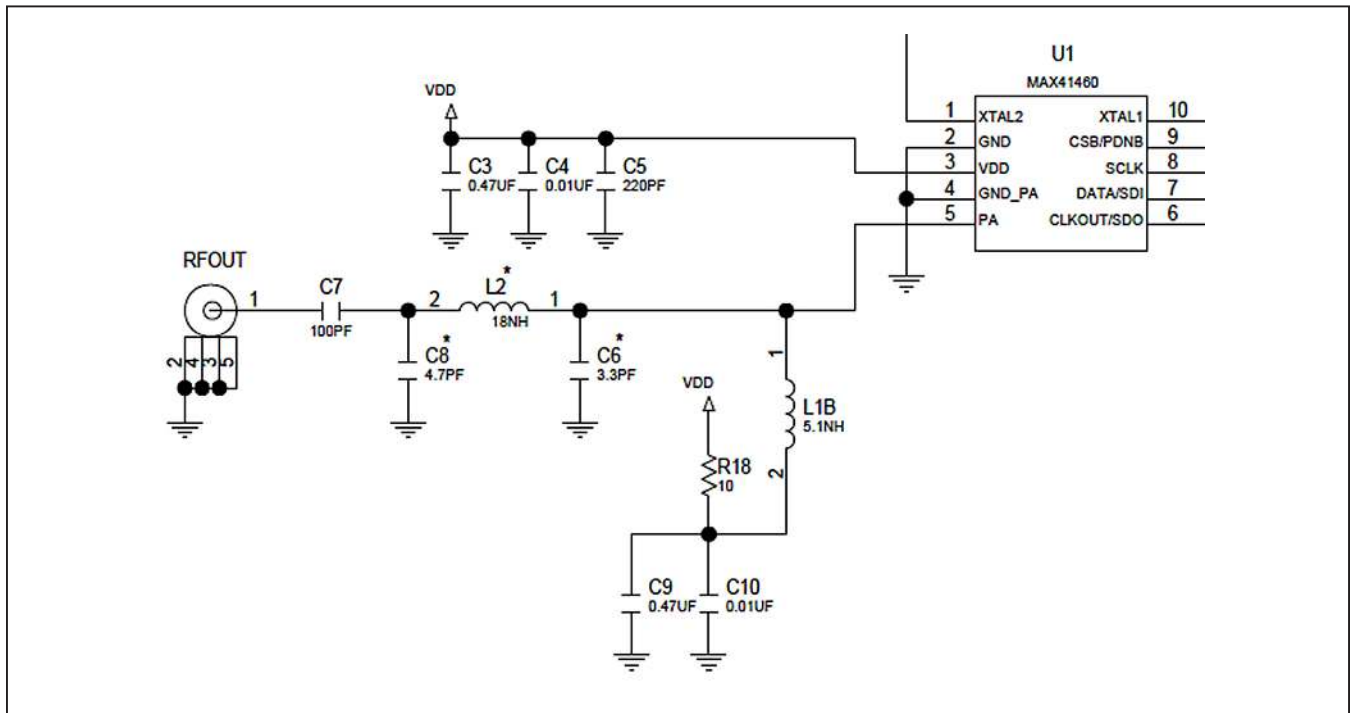 U1
MAX41460
1 XTAL2 XTAL1 10
2 GND CSB/PDNB 9
3 VDD SCLK 8
4 GND_PA DATA/SDI 7
5 PA CLKOUT/SDO 6
VDD
C3 C4 C5
0.47UF 0.01UF 220PF
RFOUT
1
C7
100PF
2 L2* 1
18NH
2 4 3 5
C8*
4.7PF
C6*
3.3PF
VDD
1
L1B
5.1NH
2
R18
10
C9 C10
0.47UF 0.01UF